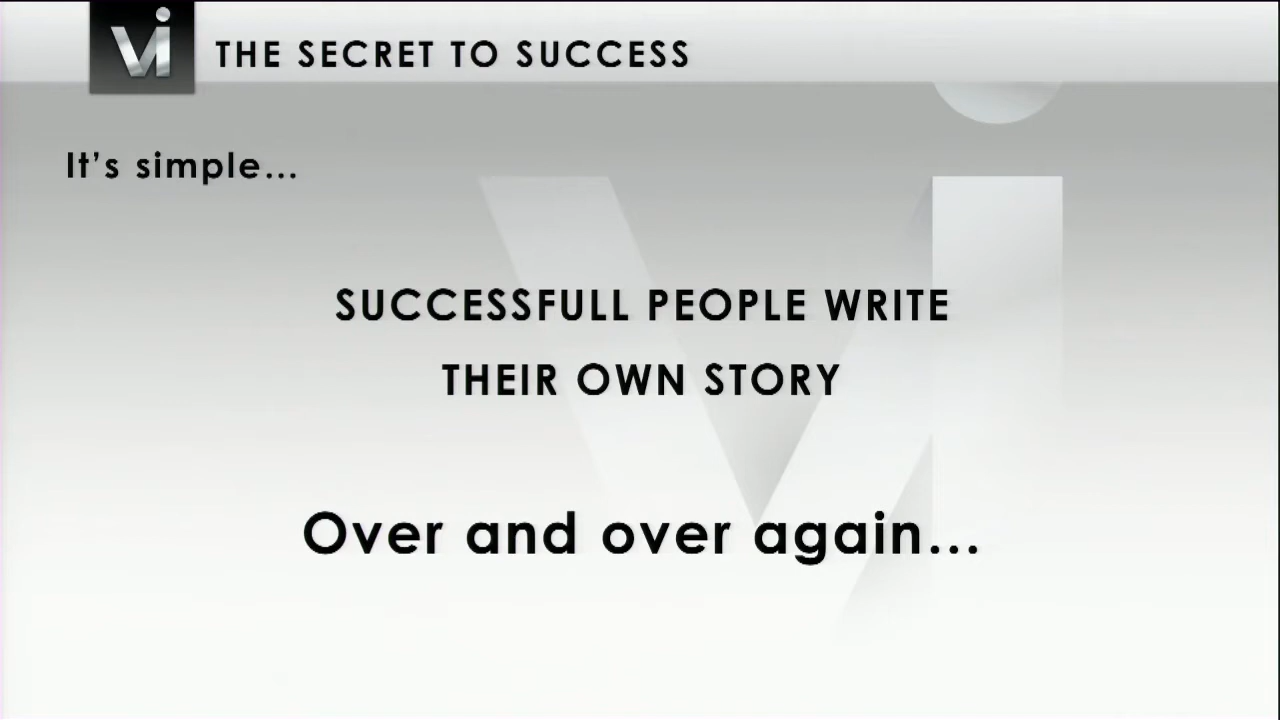 vi
THE SECRET TO SUCCESS
It's simple...
SUCCESSFULL PEOPLE WRITE
THEIR OWN STORY
Over and over again...